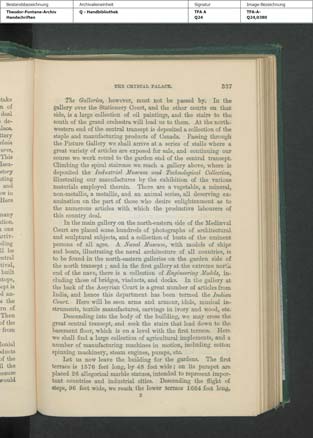 Bestandsbezeichnung Archivaleinheit Signatur Image-Bezeichnung
Theodor-Fontane-Archiv Q - Handbibliothek TFA A TFA-A-
Handschriften Q24 Q24,0386
THE CRYSTAL PALACE. 337
The Galleries, however, must not be passed by. In the
gallery over the Stationery Court, and the other courts on that
side, is a large collection of oil paintings, and the stairs to the
south of the grand orchestra will lead us to them. At the north-
western end of the central transept is deposited a collection of the
staple and manufacturing products of Canada. Passing through
the Picture Gallery we shall arrive at a series of stalls where a
great variety of articles are exposed for sale, and continuing our
course we work round to the garden end of the central transept.
Climbing the spiral staircase we reach a gallery above, where is
deposited the Industrial Museum and Technological Collection,
illustrating our manufactures by the exhibition of the various
materials employed therein. There are a vegetable, a mineral,
non-metallic, a metallic, and an animal series, all deserving ex-
amination on the part of those who desire enlightenment as to
the numerous articles with which the productive labourers of
this country deal.
In the main gallery on the north-eastern side of the Mediæval
Court are placed some hundreds of photographs of architectural
and sculptural subjects, and a collection of busts of the eminent
persons of all ages. A Naval Museum, with models of ships
and boats, illustrating the naval architecture of all countries, is
to be found in the north-eastern galleries on the garden side of
the north transept; and in the first gallery at the extreme north
end of the nave, there is a collection of Engineering Models, in-
cluding those of bridges, viaducts, and docks. In the gallery at
the back of the Assyrian Court is a great number of articles from
India, and hence this department has been termed the Indian
Court. Here will be seen arms and armour, idols, musical in-
struments, textile manufactures, carvings in ivory and wood, etc.
Descending into the body of the building, we may cross the
great central transept, and seek the stairs that lead down to the
basement floor, which is on a level with the first terrace. Here
we shall find a large collection of agricultural implements, and a
number of manufacturing machines in motion, including cotton
spinning machinery, steam engines, pumps, etc.
Let us now leave the building for the gardens. The first
terrace is 1576 feet long, by 48 feet wide; on its parapet are
placed 26 allegorical marble statues, intended to represent impor-
tant countries and industrial cities. Descending the flight of
steps, 96 feet wide, we reach the lower terrace 1664 feet long,